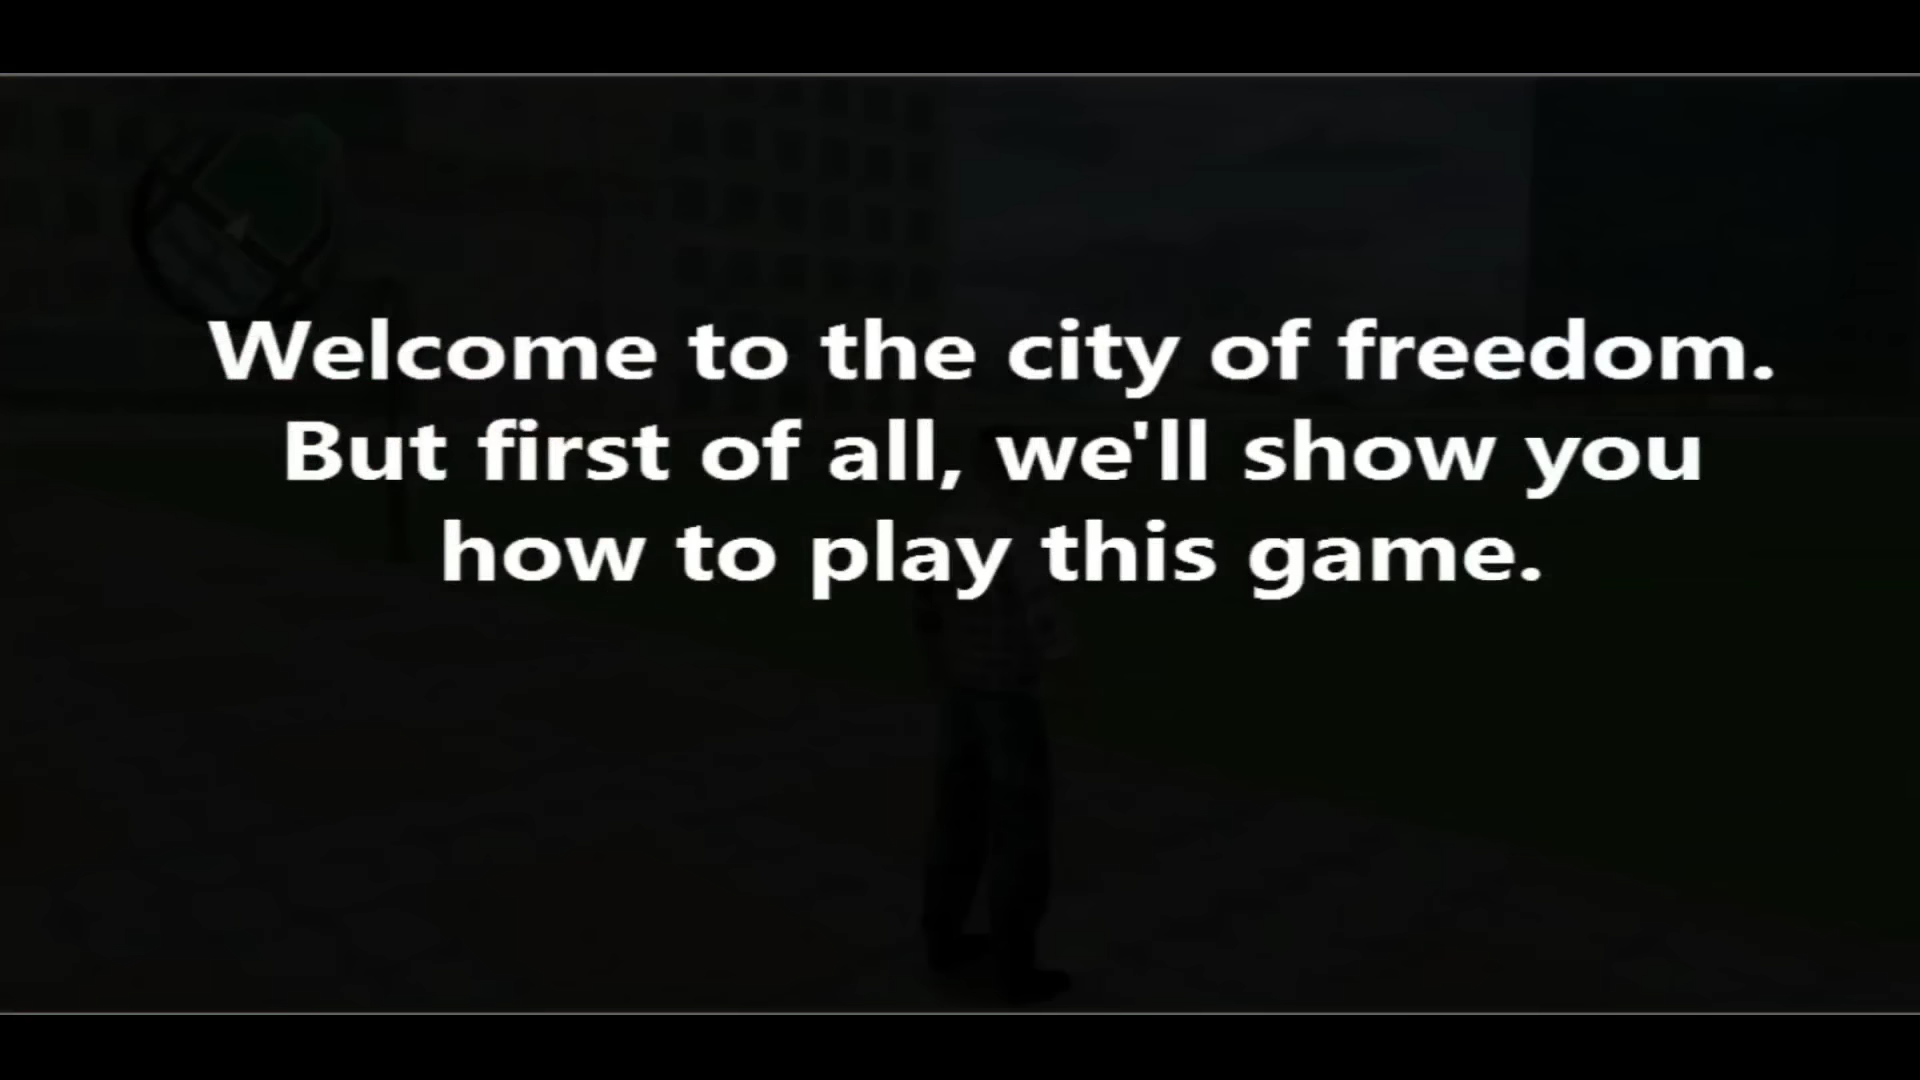 Welcome to the city of freedom.
But first of all, we'll show you
how to play this game.